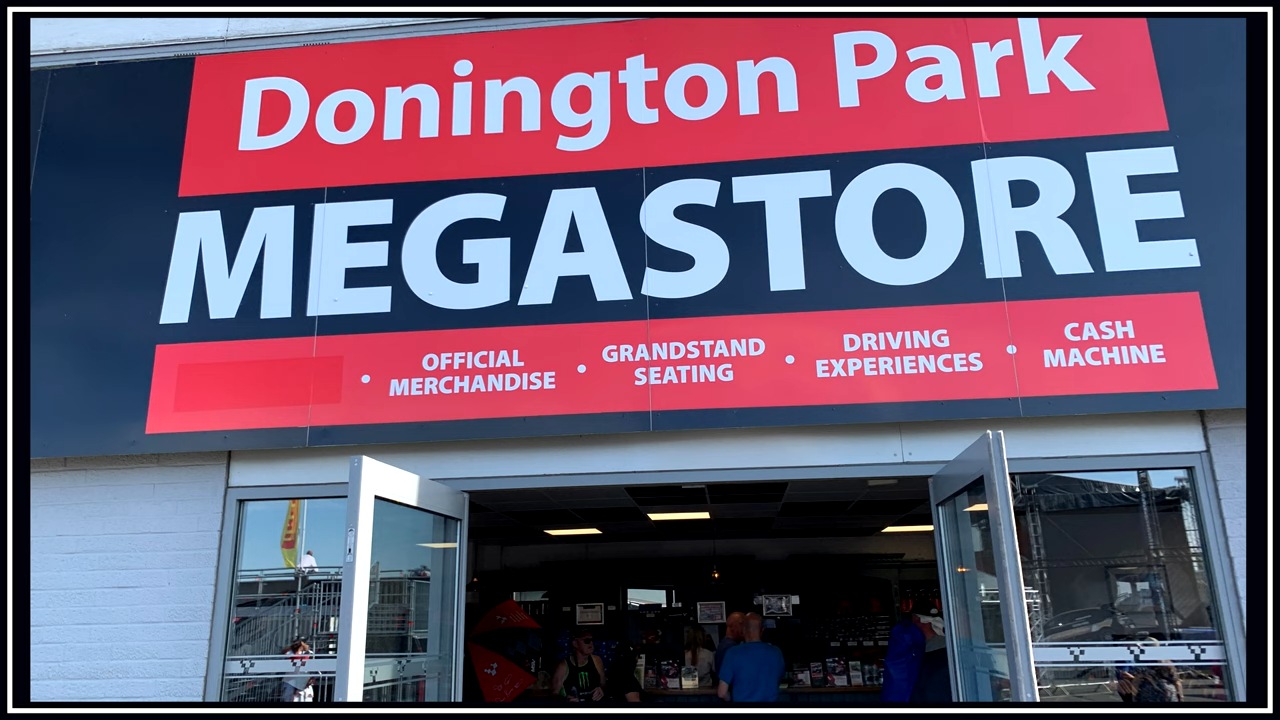 Donington Park
MEGASTORE
• OFFICIAL MERCHANDISE • GRANDSTAND SEATING • DRIVING EXPERIENCES • CASH MACHINE